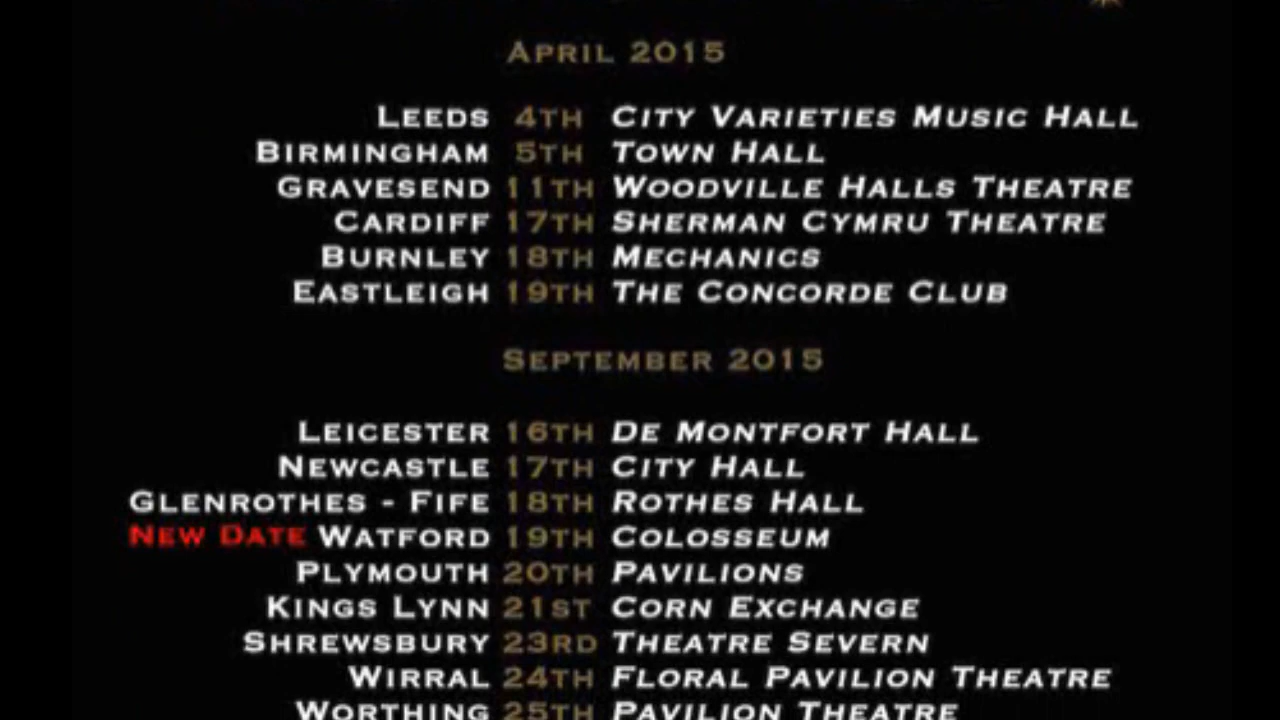 April 2015
Leeds 4th City Varieties Music Hall
Birmingham 5th Town Hall
Gravesend 11th Woodville Halls Theatre
Cardiff 17th Sherman Cymru Theatre
Burnley 18th Mechanics
Eastleigh 19th The Concorde Club
September 2015
Leicester 16th De Montfort Hall
Newcastle 17th City Hall
Glenrothes - Fife 18th Rothes Hall
New Date Watford 19th Colosseum
Plymouth 20th Pavilions
Kings Lynn 21st Corn Exchange
Shrewsbury 23rd Theatre Severn
Wirral 24th Floral Pavilion Theatre
Worthing 25th Pavilion Theatre